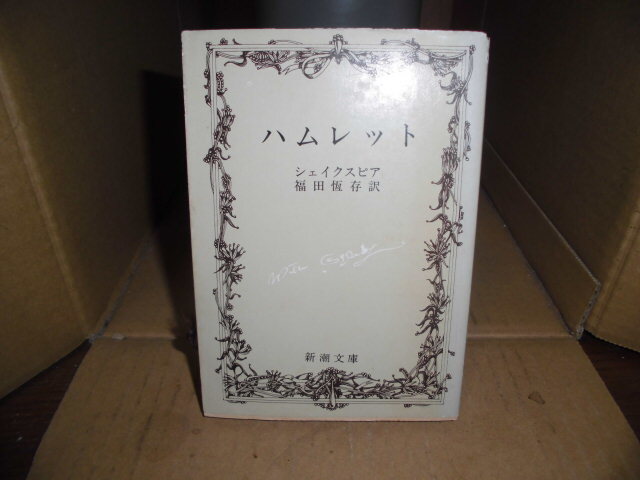 ハムレット
シェイクスピア
福田恆存訳
新潮文庫